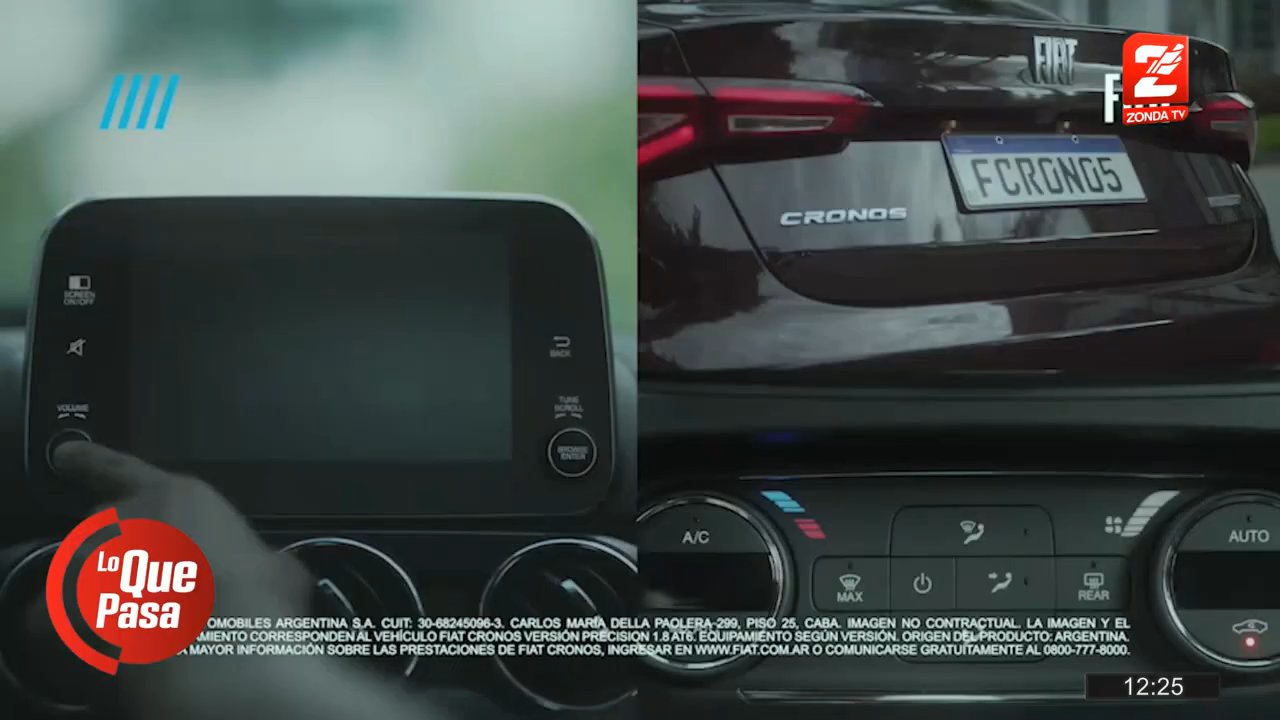 FIAT
ZONDA TV
FCRONOS
CRONOS
SCREEN
ON/OFF
BACK
VOLUME
TUNE
SCROLL
BROWSE
ENTER
A/C
AUTO
MAX
REAR
Lo Que
Pasa
OMOBILES ARGENTINA S.A. CUIT: 30-68245096-3. CARLOS MARÍA DELLA PAOLERA 299, PISO 25, CABA. IMAGEN NO CONTRACTUAL. LA IMAGEN Y EL
AMIENTO CORRESPONDEN AL VEHÍCULO FIAT CRONOS VERSIÓN PRECISION 1.8 AT6. EQUIPAMIENTO SEGÚN VERSIÓN. ORIGEN DEL PRODUCTO: ARGENTINA.
A MAYOR INFORMACIÓN SOBRE LAS PRESTACIONES DE FIAT CRONOS, INGRESAR EN WWW.FIAT.COM.AR O COMUNICARSE GRATUITAMENTE AL 0800-777-8000.
12:25